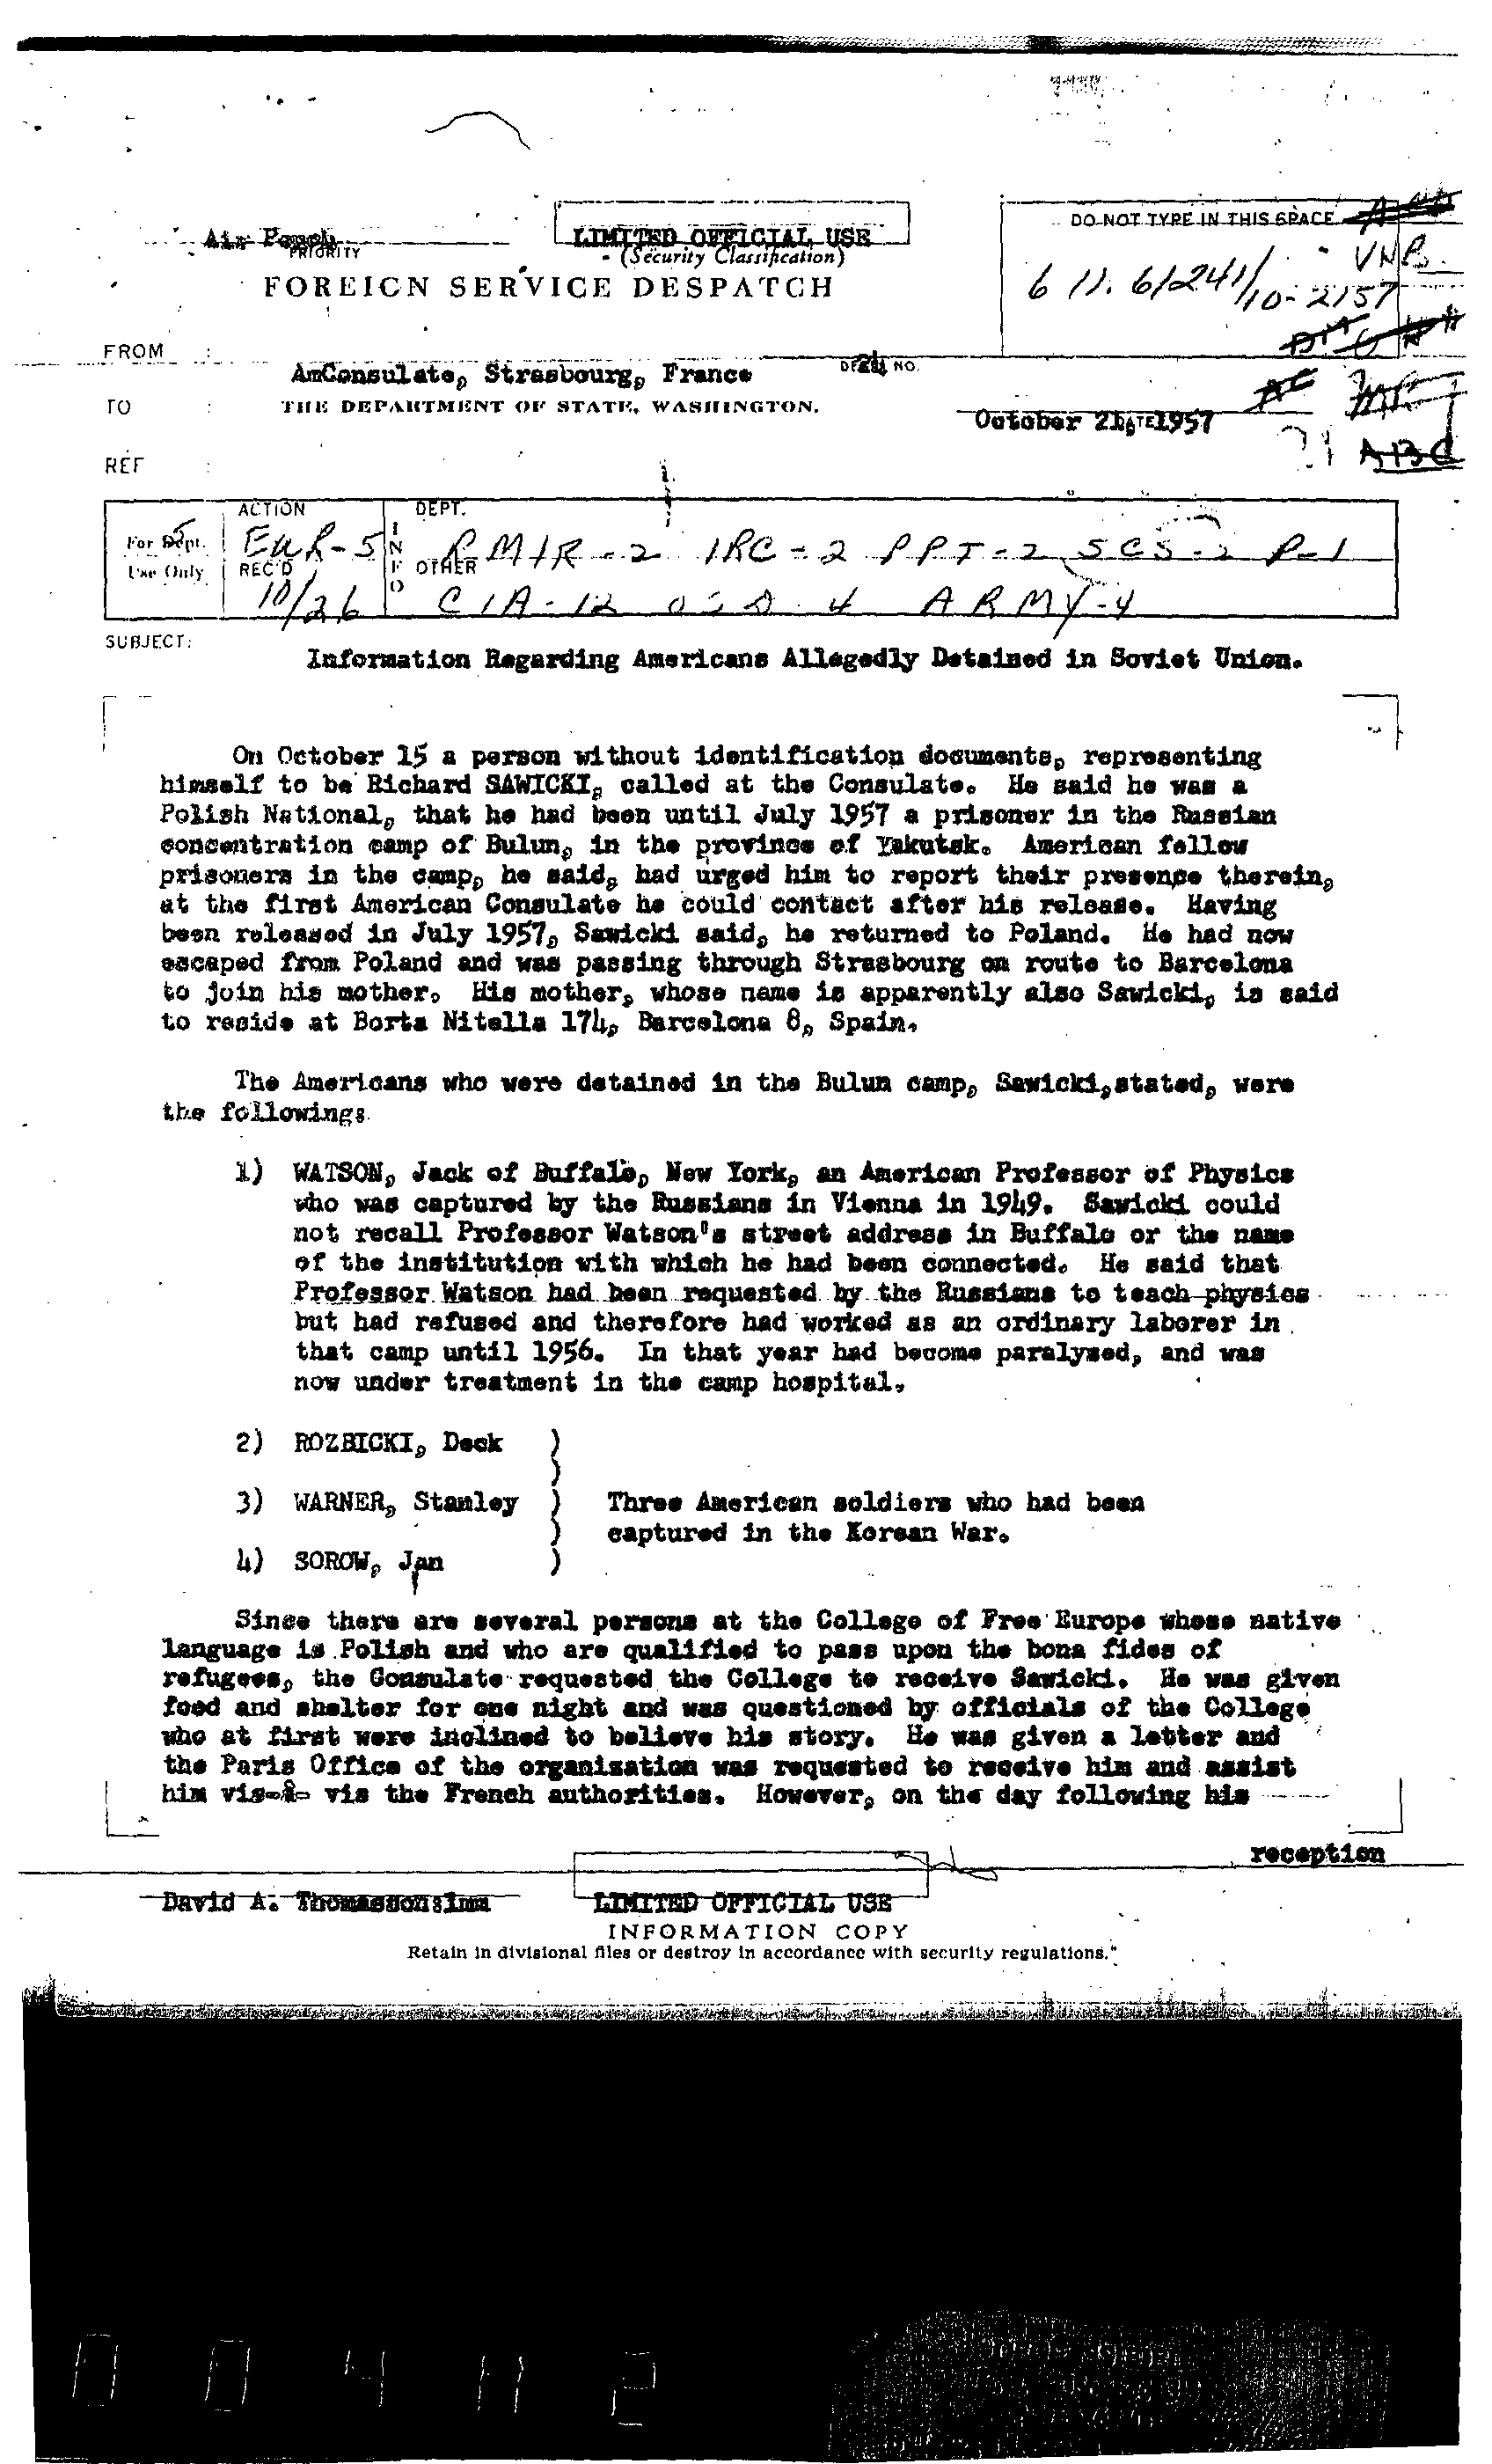 Air Pouch
PRIORITY
LIMITED OFFICIAL USE
(Security Classification)
DO NOT TYPE IN THIS SPACE
FOREIGN SERVICE DESPATCH
611.61241/10-2157
VNB
FROM :
AmConsulate, Strasbourg, France
DESP. NO.
TO :
THE DEPARTMENT OF STATE, WASHINGTON.
October 21, 1957
DATE
REF :
ABC
For Dept. Use Only
ACTION
EUR-5
REC'D
10/26
INFO
DEPT.
RMIR-2 IRC-2 PPT-2 SCS-2 P-1
OTHER
CIA-12 OSD-4 ARMY-4
SUBJECT:
Information Regarding Americans Allegedly Detained in Soviet Union.
On October 15 a person without identification documents, representing
himself to be Richard SAWICKI, called at the Consulate. He said he was a
Polish National, that he had been until July 1957 a prisoner in the Russian
concentration camp of Bulun, in the province of Yakutsk. American fellow
prisoners in the camp, he said, had urged him to report their presence therein,
at the first American Consulate he could contact after his release. Having
been released in July 1957, Sawicki said, he returned to Poland. He had now
escaped from Poland and was passing through Strasbourg on route to Barcelona
to join his mother. His mother, whose name is apparently also Sawicki, is said
to reside at Borta Nitella 174, Barcelona 8, Spain.
The Americans who were detained in the Bulun camp, Sawicki,stated, were
the following:
1) WATSON, Jack of Buffalo, New York, an American Professor of Physics
who was captured by the Russians in Vienna in 1949. Sawicki could
not recall Professor Watson's street address in Buffalo or the name
of the institution with which he had been connected. He said that
Professor Watson had been requested by the Russians to teach physics
but had refused and therefore had worked as an ordinary laborer in
that camp until 1956. In that year had become paralyzed, and was
now under treatment in the camp hospital.
2) ROZBICKI, Deck )
)
3) WARNER, Stanley ) Three American soldiers who had been
) captured in the Korean War.
4) SOROW, Jan )
Since there are several persons at the College of Free Europe whose native
language is Polish and who are qualified to pass upon the bona fides of
refugees, the Consulate requested the College to receive Sawicki. He was given
food and shelter for one night and was questioned by officials of the College
who at first were inclined to believe his story. He was given a letter and
the Paris Office of the organization was requested to receive him and assist
him vis-à-vis the French authorities. However, on the day following his
reception
David A. Thomasson:lmm
LIMITED OFFICIAL USE
INFORMATION COPY
Retain in divisional files or destroy in accordance with security regulations.
0 0 4 1 2